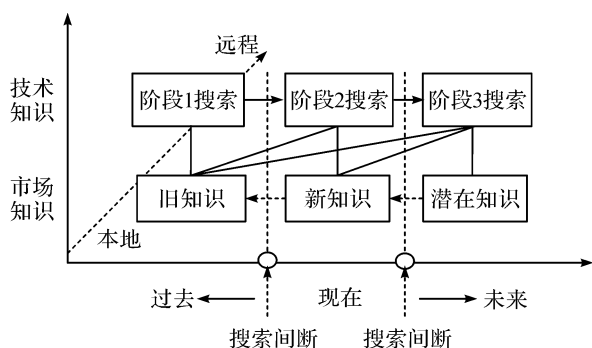 远程
技术
知识
阶段1搜索
阶段2搜索
阶段3搜索
市场
知识
旧知识
新知识
潜在知识
本地
过去
现在
未来
搜索间断
搜索间断